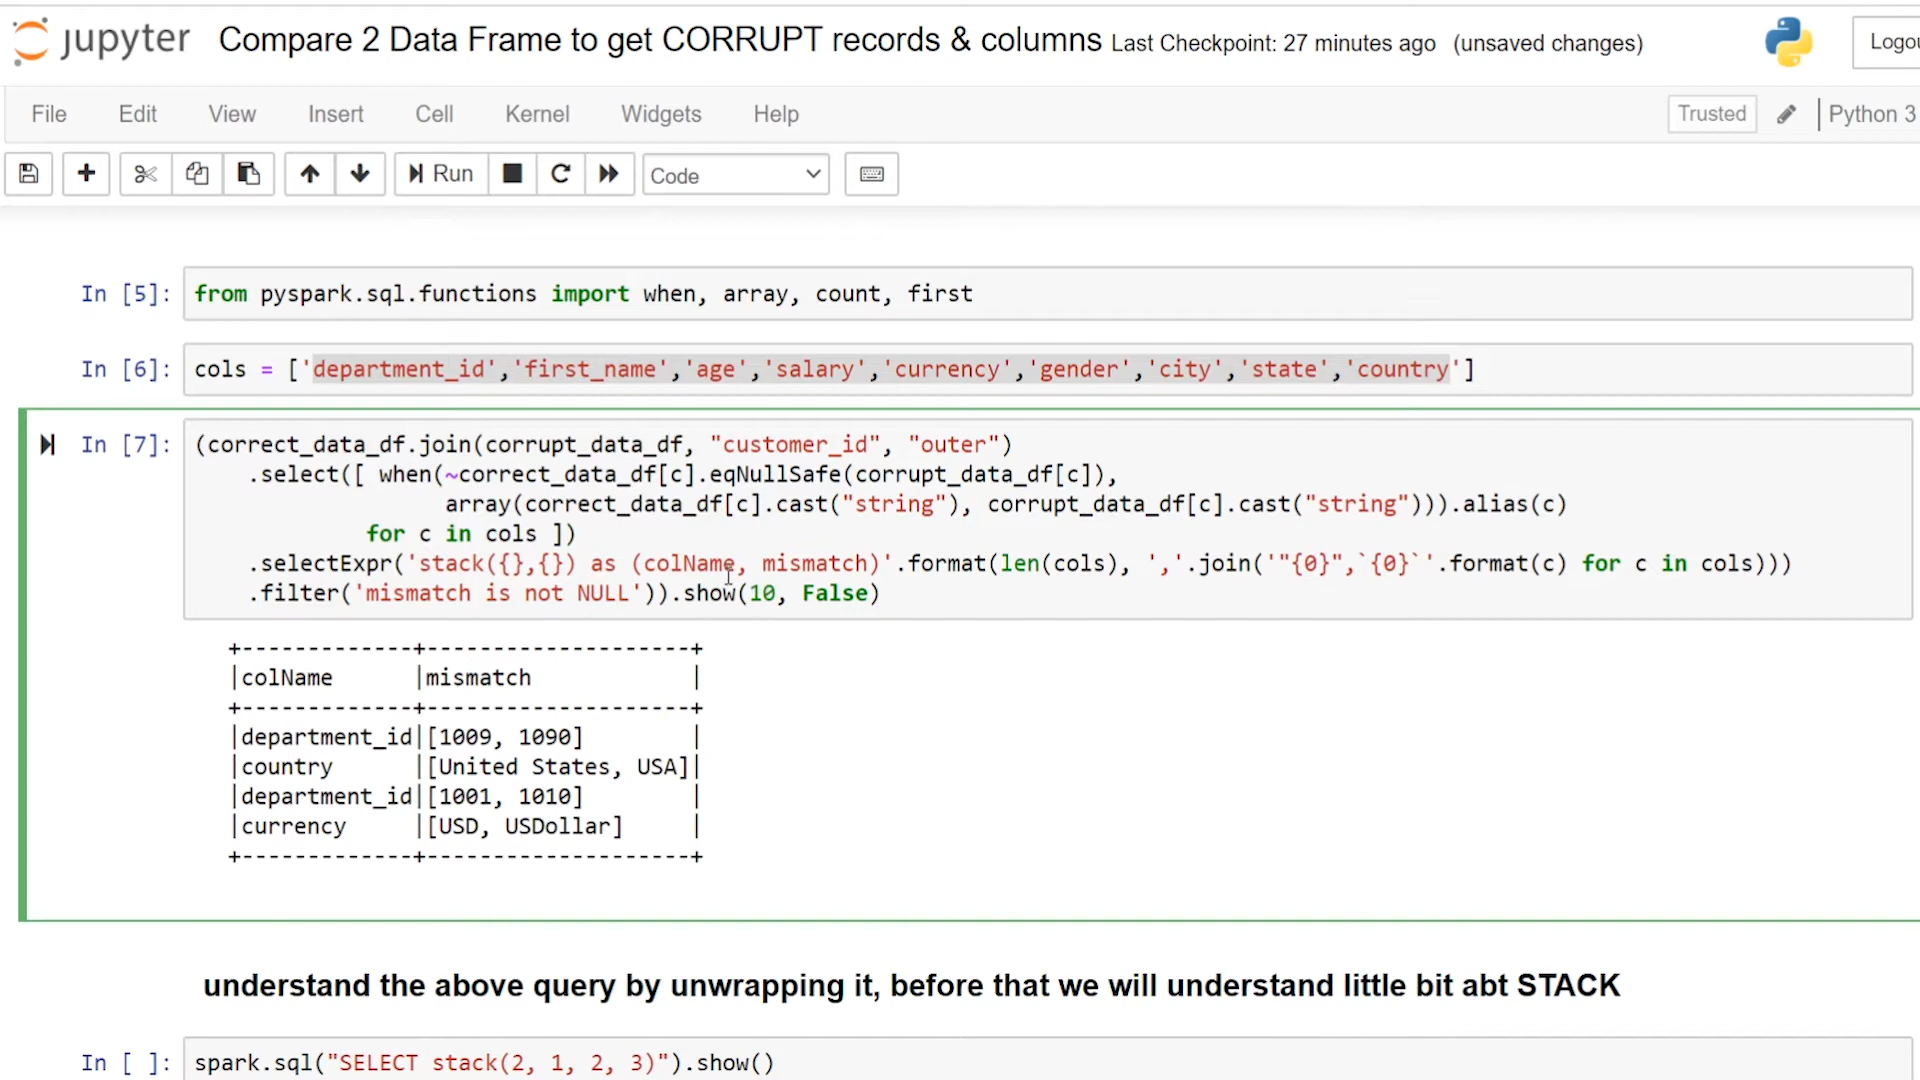 jupyter Compare 2 Data Frame to get CORRUPT records & columns Last Checkpoint: 27 minutes ago (unsaved changes)
File Edit View Insert Cell Kernel Widgets Help Trusted Python 3
Run Code
In [5]: from pyspark.sql.functions import when, array, count, first
In [6]: cols = ['department_id','first_name','age','salary','currency','gender','city','state','country']
In [7]: (correct_data_df.join(corrupt_data_df, "customer_id", "outer")
.select([ when(~correct_data_df[c].eqNullSafe(corrupt_data_df[c]),
array(correct_data_df[c].cast("string"), corrupt_data_df[c].cast("string"))).alias(c)
for c in cols ])
.selectExpr('stack({},{}) as (colName, mismatch)'.format(len(cols), ','.join('"{0}",`{0}`'.format(c) for c in cols)))
.filter('mismatch is not NULL')).show(10, False)
+-------------+--------------------+
|colName      |mismatch            |
+-------------+--------------------+
|department_id|[1009, 1090]        |
|country      |[United States, USA]|
|department_id|[1001, 1010]        |
|currency     |[USD, USDollar]     |
+-------------+--------------------+
understand the above query by unwrapping it, before that we will understand little bit abt STACK
In [ ]: spark.sql("SELECT stack(2, 1, 2, 3)").show()